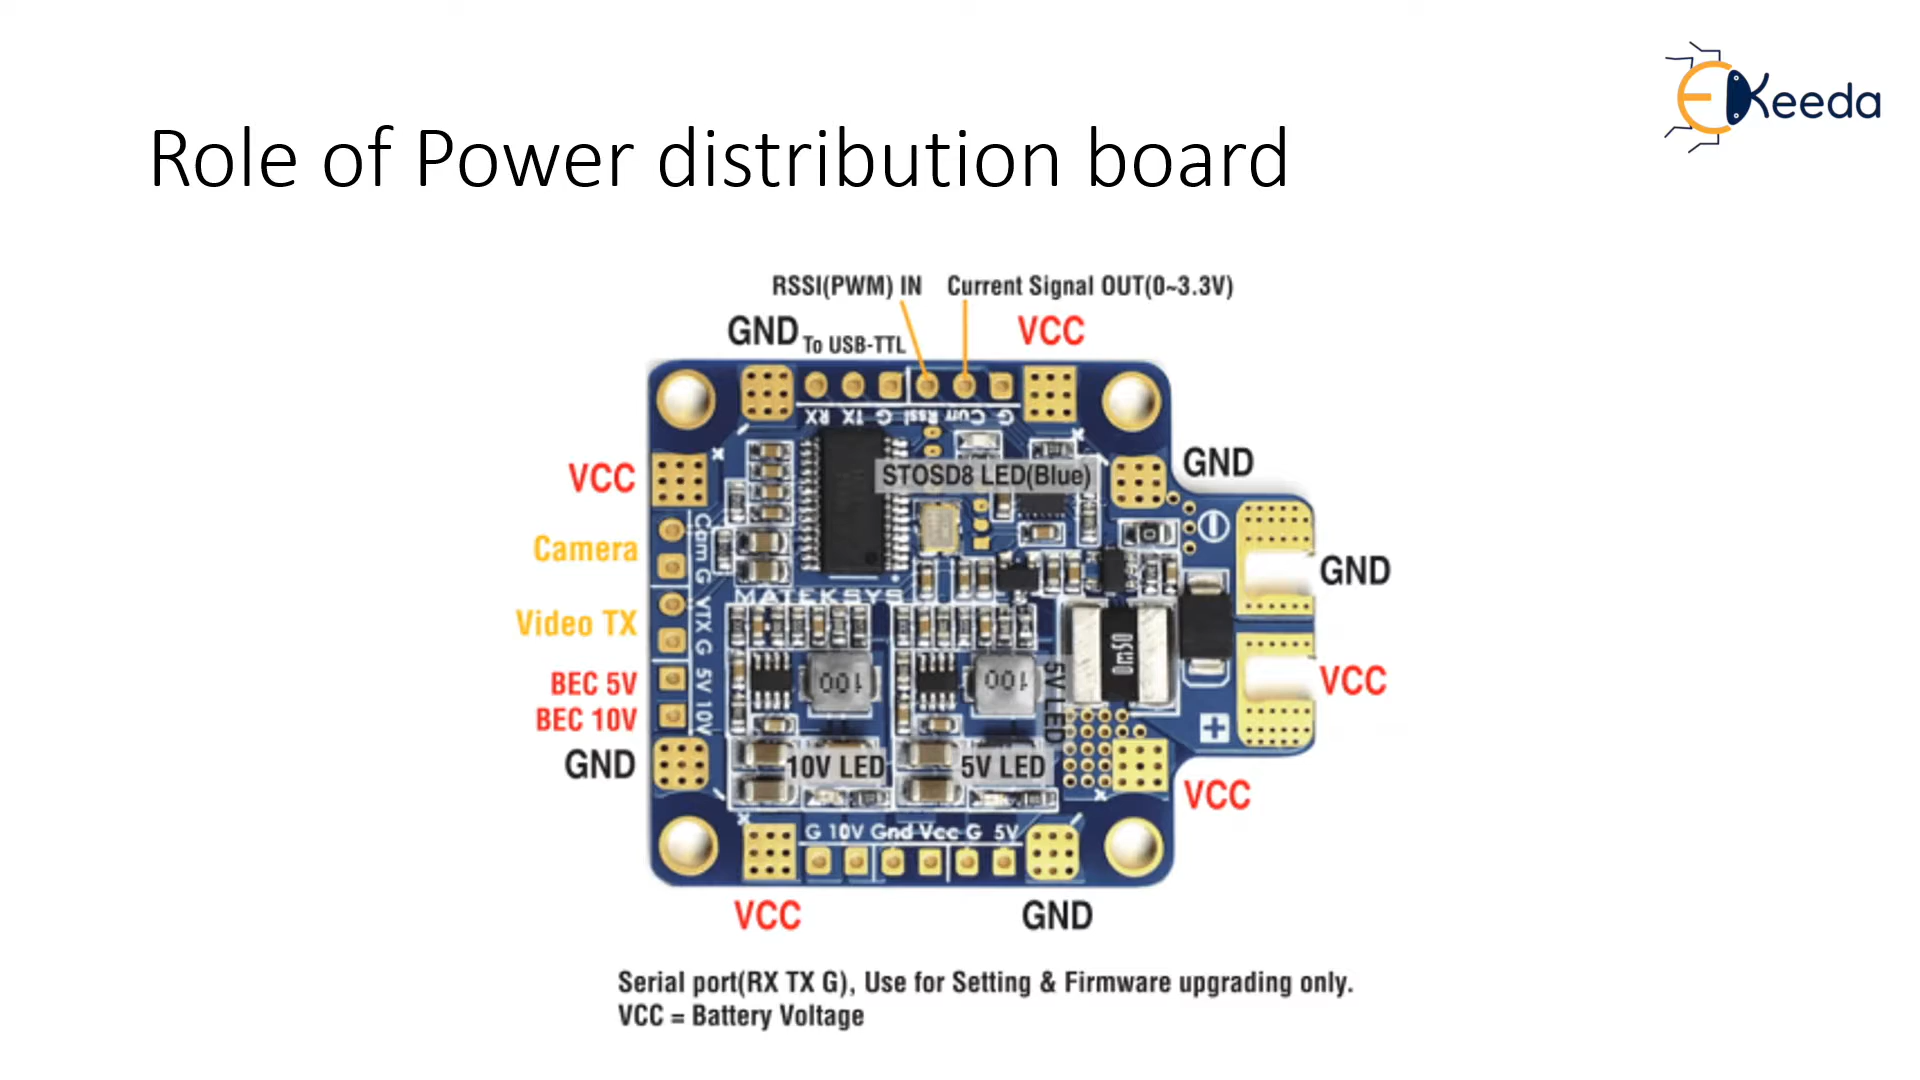 EKeeda
Role of Power distribution board
RSSI(PWM) IN Current Signal OUT(0~3.3V)
GND To USB-TTL VCC
RX TX G Rssi Curr G
VCC
STOSD8 LED(Blue)
GND
Camera
Cam G
GND
MATEKSYS
Video TX
VTX G
0m50
BEC 5V
5V
100 100
5V LED
VCC
BEC 10V
10V
GND
10V LED 5V LED
VCC
G 10V Gnd Vcc G 5V
VCC GND
Serial port(RX TX G), Use for Setting & Firmware upgrading only.
VCC = Battery Voltage